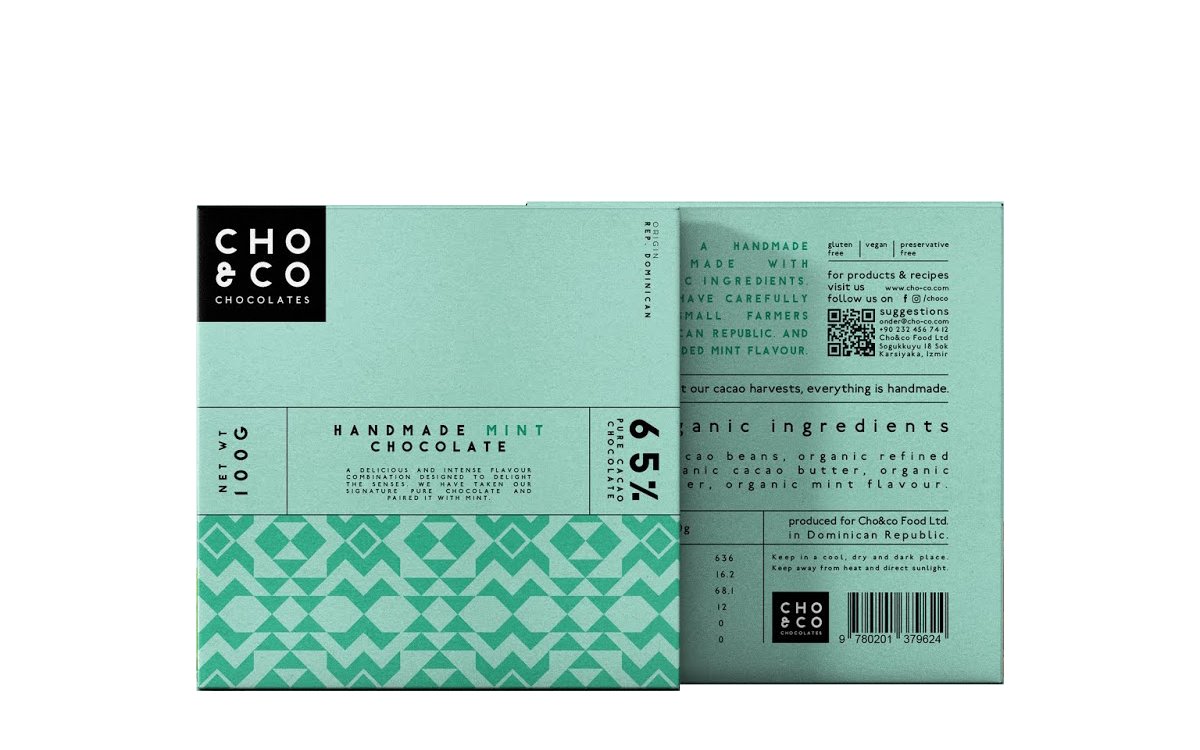 CHO
& CO
CHOCOLATES
ORIGIN
REP. DOMINICAN
NET WT
100G
HANDMADE MINT
CHOCOLATE
A DELICIOUS AND INTENSE FLAVOUR
COMBINATION DESIGNED TO DELIGHT
THE SENSES, WE HAVE TAKEN OUR
SIGNATURE PURE CHOCOLATE AND
PAIRED IT WITH MINT.
65%
PURE CACAO
CHOCOLATE
A HANDMADE
MADE WITH
C INGREDIENTS.
HAVE CAREFULLY
SMALL FARMERS
CAN REPUBLIC. AND
DED MINT FLAVOUR.
gluten free
vegan
preservative free
for products & recipes
visit us www.cho-co.com
follow us on /choco
suggestions
onder@cho-co.com
+90 232 456 74 12
Cho&co Food Ltd
Sogukkuyu 18 Sok
Karsiyaka, Izmir
t our cacao harvests, everything is handmade.
ganic ingredients
cao beans, organic refined
anic cacao butter, organic
er, organic mint flavour.
0g
636
16.2
68.1
12
0
0
produced for Cho&co Food Ltd.
in Dominican Republic.
Keep in a cool, dry and dark place.
Keep away from heat and direct sunlight.
CHO
& CO
CHOCOLATES
9 780201 379624